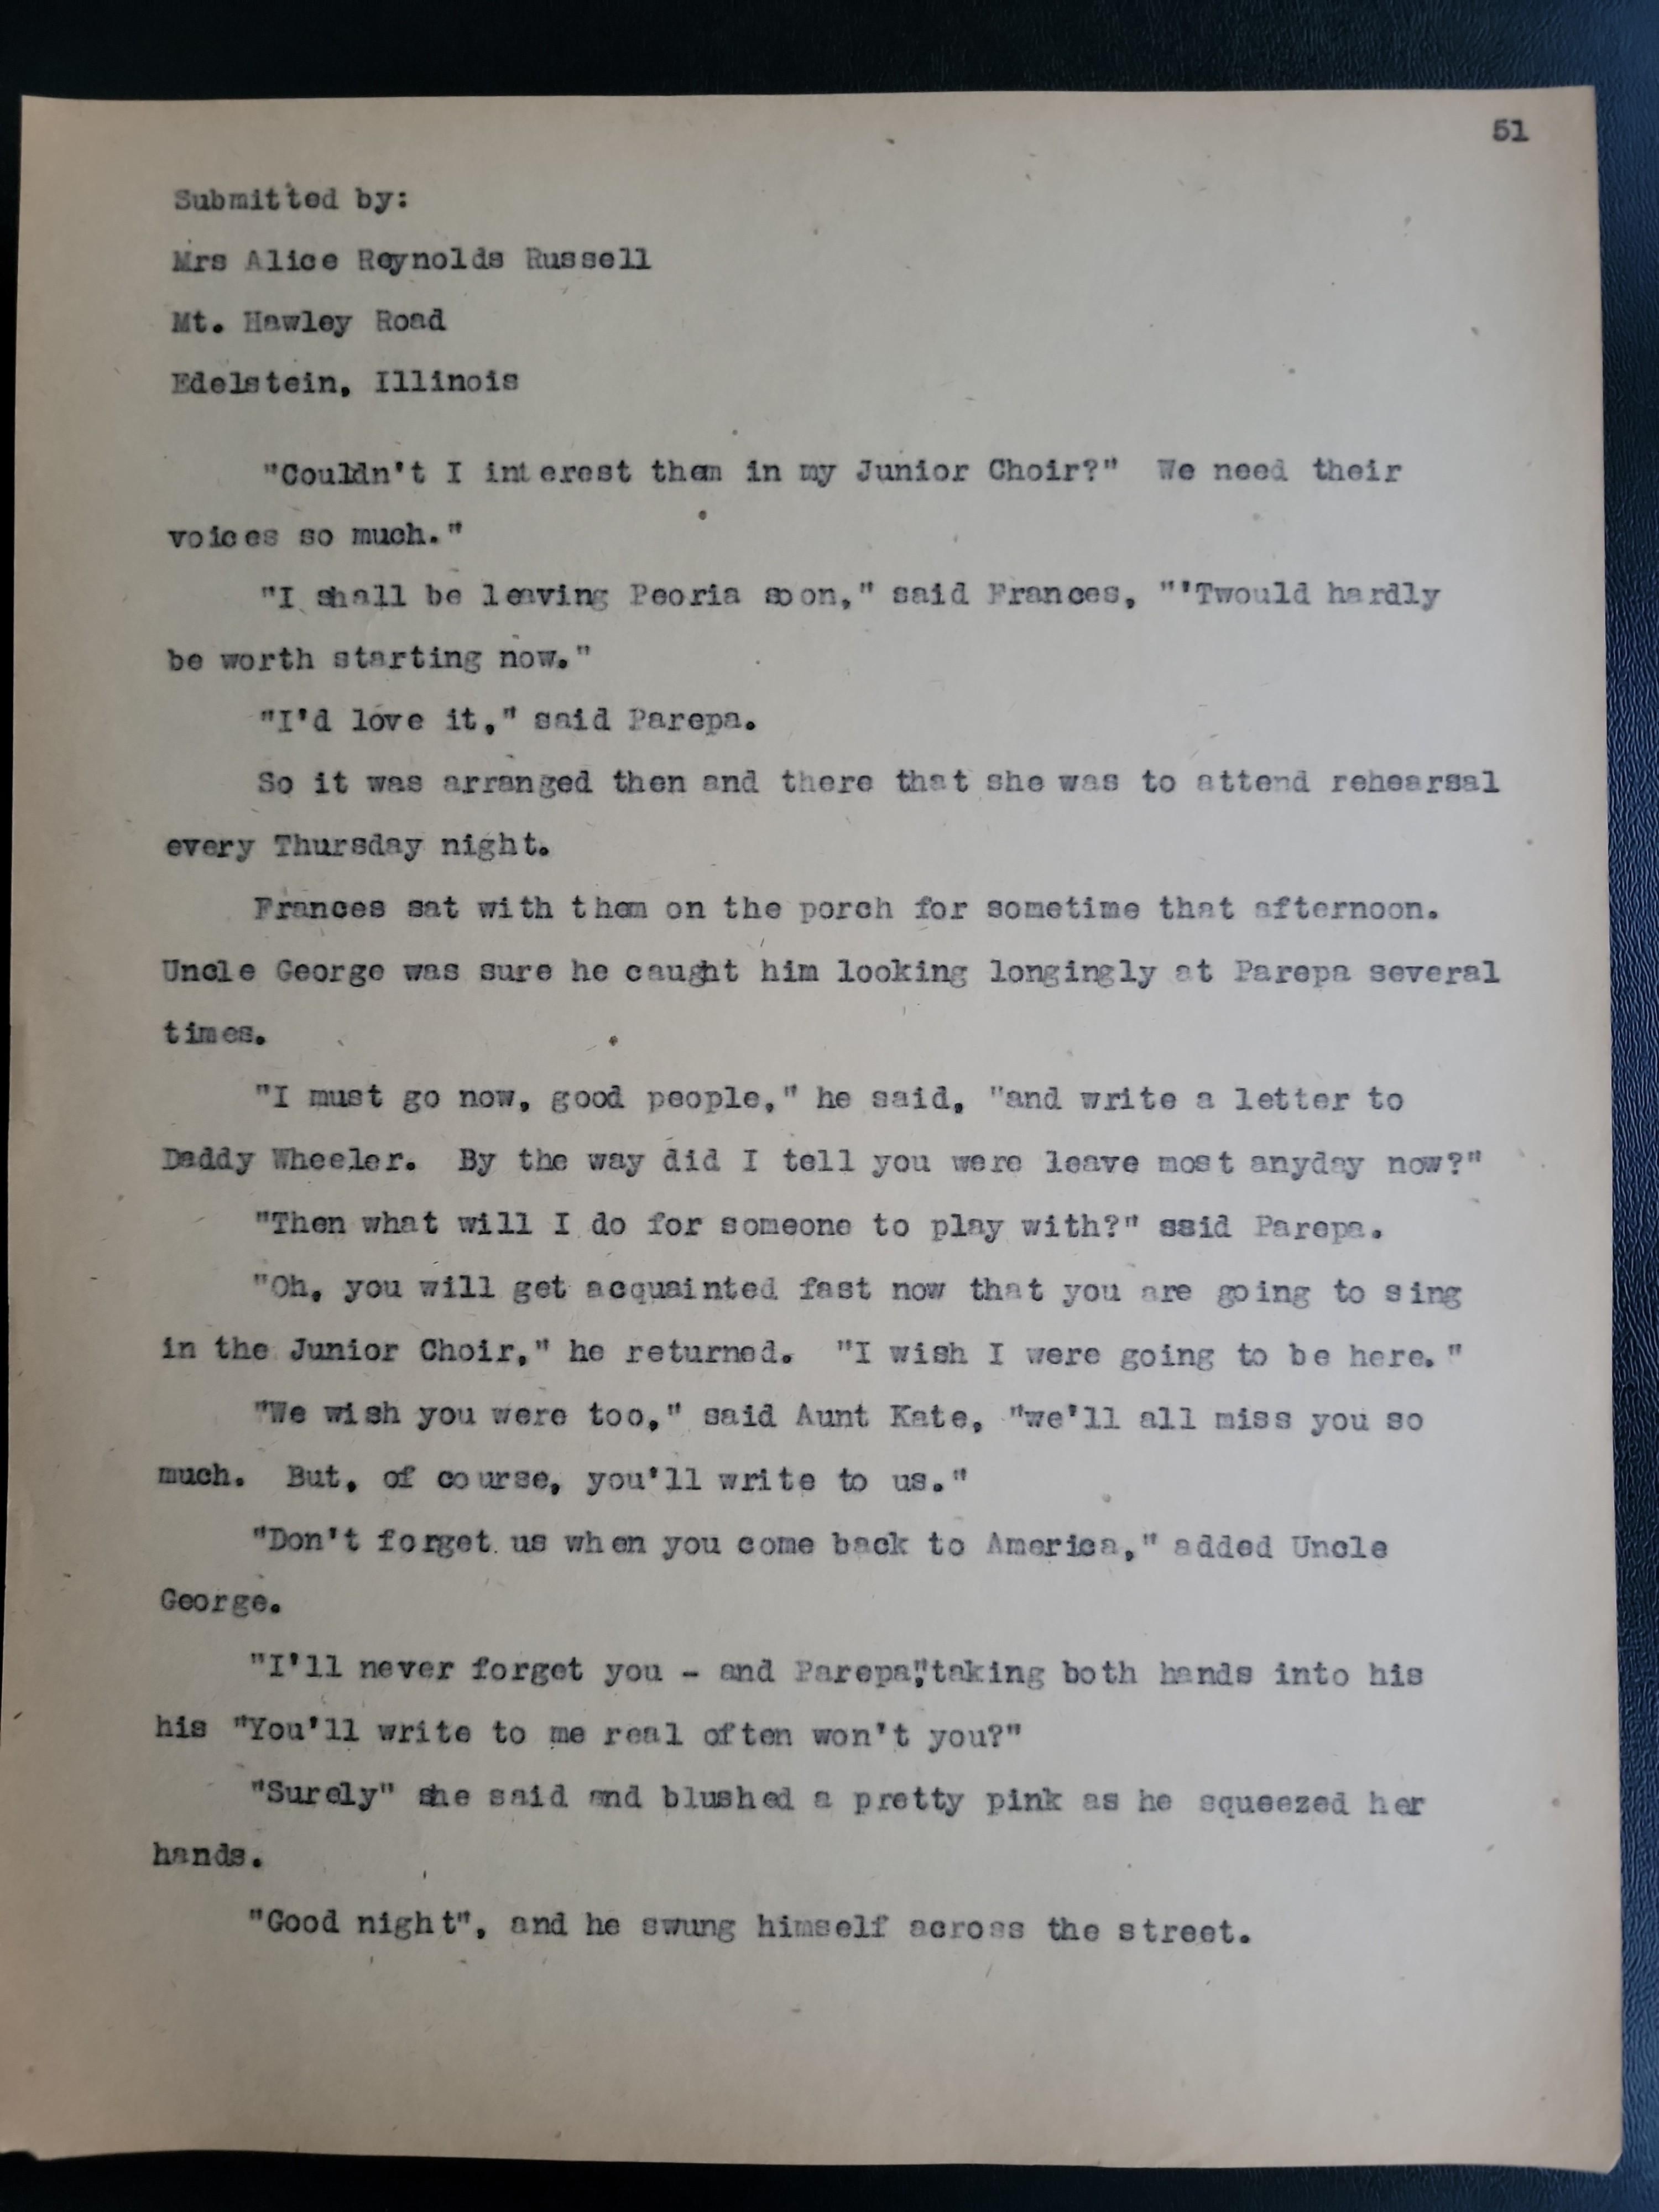 51
Submitted by:
Mrs Alice Reynolds Russell
Mt. Hawley Road
Edelstein, Illinois
"Couldn't I interest them in my Junior Choir?" We need their
voices so much."
"I shall be leaving Peoria soon," said Frances, "'Twould hardly
be worth starting now."
"I'd love it," said Parepa.
So it was arranged then and there that she was to attend rehearsal
every Thursday night.
Frances sat with them on the porch for sometime that afternoon.
Uncle George was sure he caught him looking longingly at Parepa several
times.
"I must go now, good people," he said, "and write a letter to
Daddy Wheeler. By the way did I tell you were leave most anyday now?"
"Then what will I do for someone to play with?" said Parepa.
"Oh, you will get acquainted fast now that you are going to sing
in the Junior Choir," he returned. "I wish I were going to be here."
"We wish you were too," said Aunt Kate, "we'll all miss you so
much. But, of course, you'll write to us."
"Don't forget us when you come back to America," added Uncle
George.
"I'll never forget you - and Parepa," taking both hands into his
his "You'll write to me real often won't you?"
"Surely" she said and blushed a pretty pink as he squeezed her
hands.
"Good night", and he swung himself across the street.